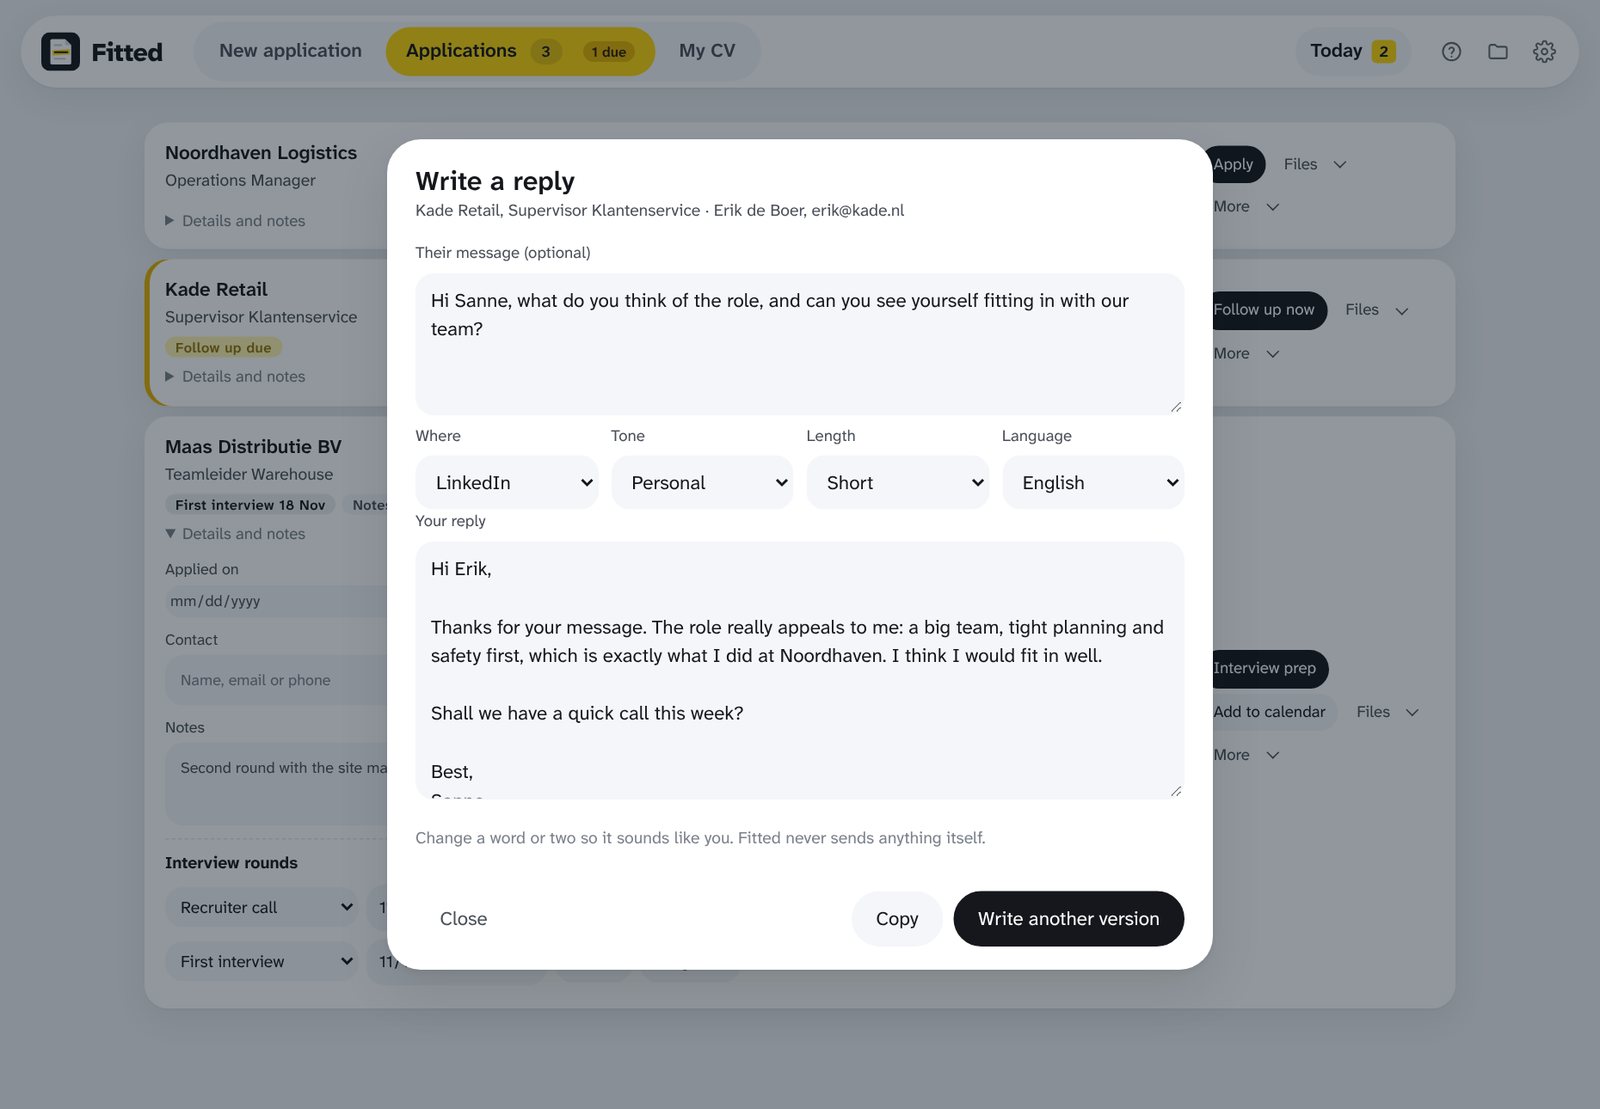 Fitted
New application
Applications 3 1 due
My CV
Today 2
Noordhaven Logistics
Operations Manager
Details and notes
Apply
Files
More
Kade Retail
Supervisor Klantenservice
Follow up due
Details and notes
Follow up now
Files
More
Maas Distributie BV
Teamleider Warehouse
First interview 18 Nov
Details and notes
Applied on
mm/dd/yyyy
Contact
Name, email or phone
Notes
Second round with the site
Interview rounds
Recruiter call
First interview
11/
Interview prep
Add to calendar
Files
More
Write a reply
Kade Retail, Supervisor Klantenservice · Erik de Boer, erik@kade.nl
Their message (optional)
Hi Sanne, what do you think of the role, and can you see yourself fitting in with our
team?
Where
Tone
Length
Language
LinkedIn
Personal
Short
English
Your reply
Hi Erik,
Thanks for your message. The role really appeals to me: a big team, tight planning and
safety first, which is exactly what I did at Noordhaven. I think I would fit in well.
Shall we have a quick call this week?
Best,
Change a word or two so it sounds like you. Fitted never sends anything itself.
Close
Copy
Write another version